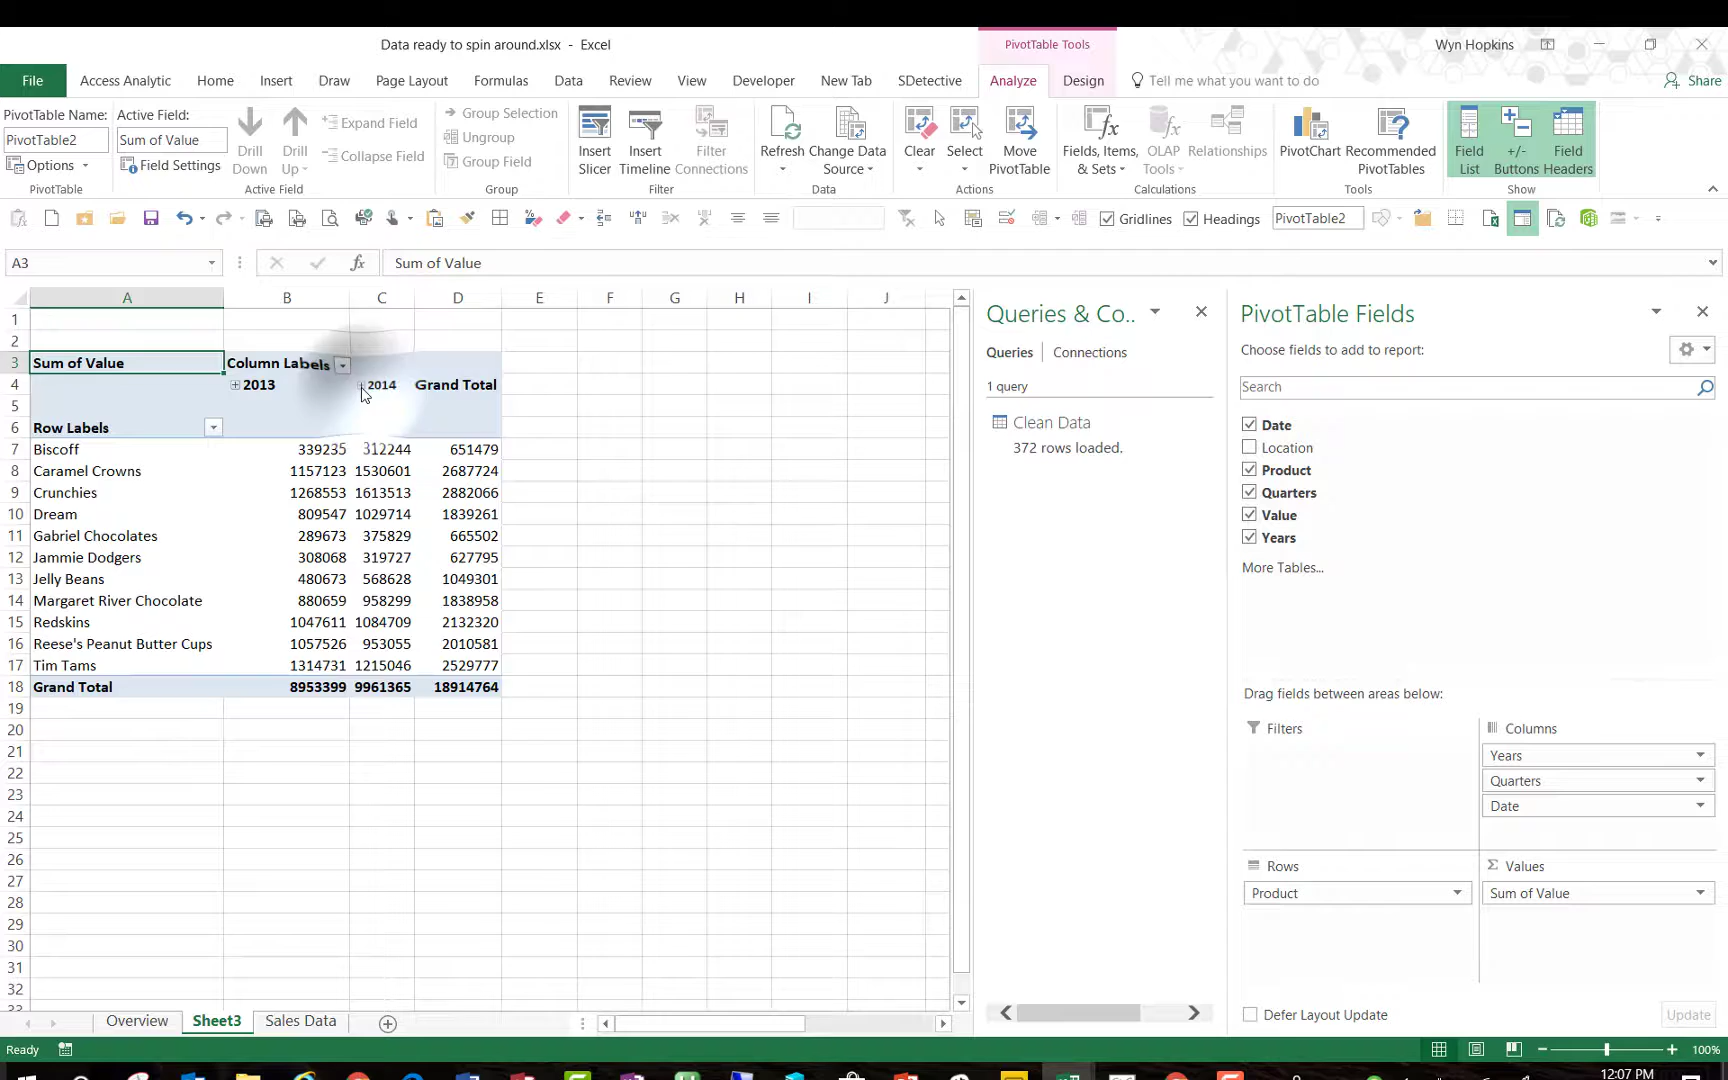 Data ready to spin around.xlsx - Excel
PivotTable Tools
Wyn Hopkins
File Access Analytic Home Insert Draw Page Layout Formulas Data Review View Developer New Tab SDetective Analyze Design Tell me what you want to do Share
PivotTable Name:
PivotTable2
Options
PivotTable
Active Field:
Sum of Value
Field Settings
Drill Down
Drill Up
Expand Field
Collapse Field
Active Field
Group Selection
Ungroup
Group Field
Group
Insert Slicer
Insert Timeline
Filter Connections
Filter
Refresh
Change Data Source
Data
Clear
Select
Move PivotTable
Actions
Fields, Items, & Sets
OLAP Tools
Relationships
Calculations
PivotChart
Recommended PivotTables
Tools
Field List
+/- Buttons
Field Headers
Show
Gridlines Headings PivotTable2
A3 fx Sum of Value
A B C D E F G H I J
1
2
3 Sum of Value Column Labels
4 2013 2014 Grand Total
5
6 Row Labels
7 Biscoff 339235 312244 651479
8 Caramel Crowns 1157123 1530601 2687724
9 Crunchies 1268553 1613513 2882066
10 Dream 809547 1029714 1839261
11 Gabriel Chocolates 289673 375829 665502
12 Jammie Dodgers 308068 319727 627795
13 Jelly Beans 480673 568628 1049301
14 Margaret River Chocolate 880659 958299 1838958
15 Redskins 1047611 1084709 2132320
16 Reese's Peanut Butter Cups 1057526 953055 2010581
17 Tim Tams 1314731 1215046 2529777
18 Grand Total 8953399 9961365 18914764
19
20
21
22
23
24
25
26
27
28
29
30
31
32
Queries & Co..
Queries Connections
1 query
Clean Data
372 rows loaded.
PivotTable Fields
Choose fields to add to report:
Search
Date
Location
Product
Quarters
Value
Years
More Tables...
Drag fields between areas below:
Filters
Columns
Years
Quarters
Date
Rows
Product
Σ Values
Sum of Value
Defer Layout Update Update
Overview Sheet3 Sales Data
Ready 100%
12:07 PM